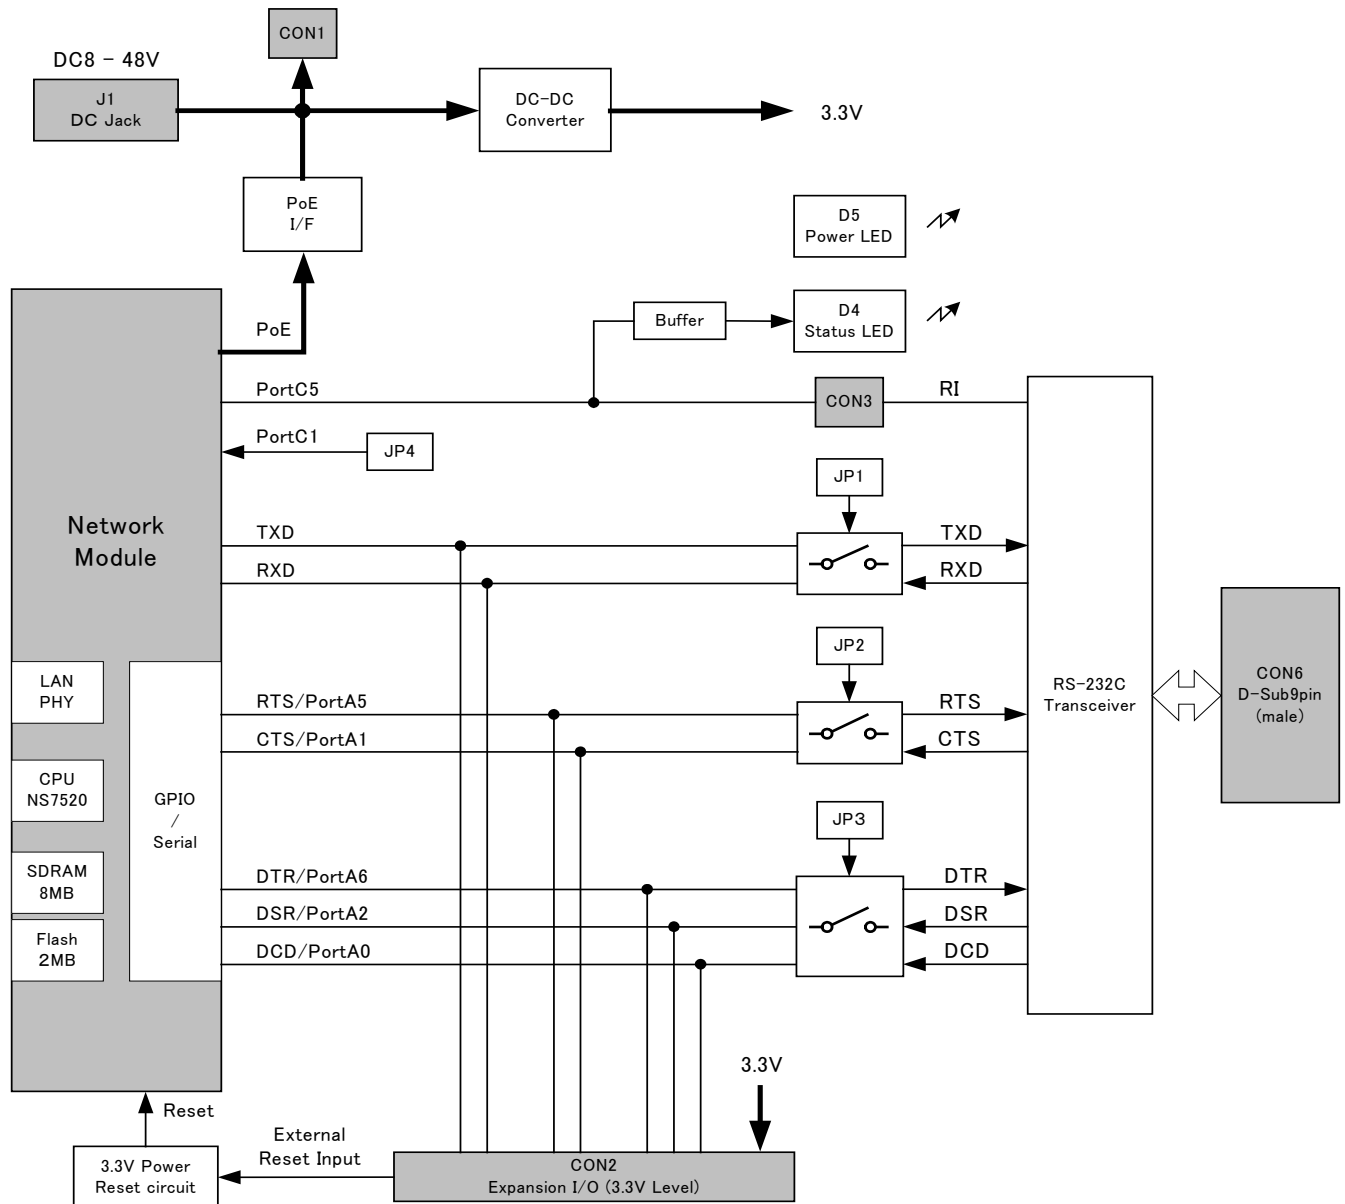 CON1
DC8 - 48V
J1
DC Jack
DC-DC
Converter
3.3V
PoE
I/F
D5
Power LED
PoE
Buffer
D4
Status LED
PortC5
CON3
RI
PortC1
JP4
JP1
Network
Module
TXD
TXD
RXD
RXD
JP2
LAN
PHY
RTS/PortA5
RTS
CTS/PortA1
CTS
RS-232C
Transceiver
CON6
D-Sub9pin
(male)
CPU
NS7520
GPIO
/
Serial
JP3
SDRAM
8MB
DTR/PortA6
DTR
DSR/PortA2
DSR
Flash
2MB
DCD/PortA0
DCD
3.3V
Reset
External
Reset Input
3.3V Power
Reset circuit
CON2
Expansion I/O (3.3V Level)